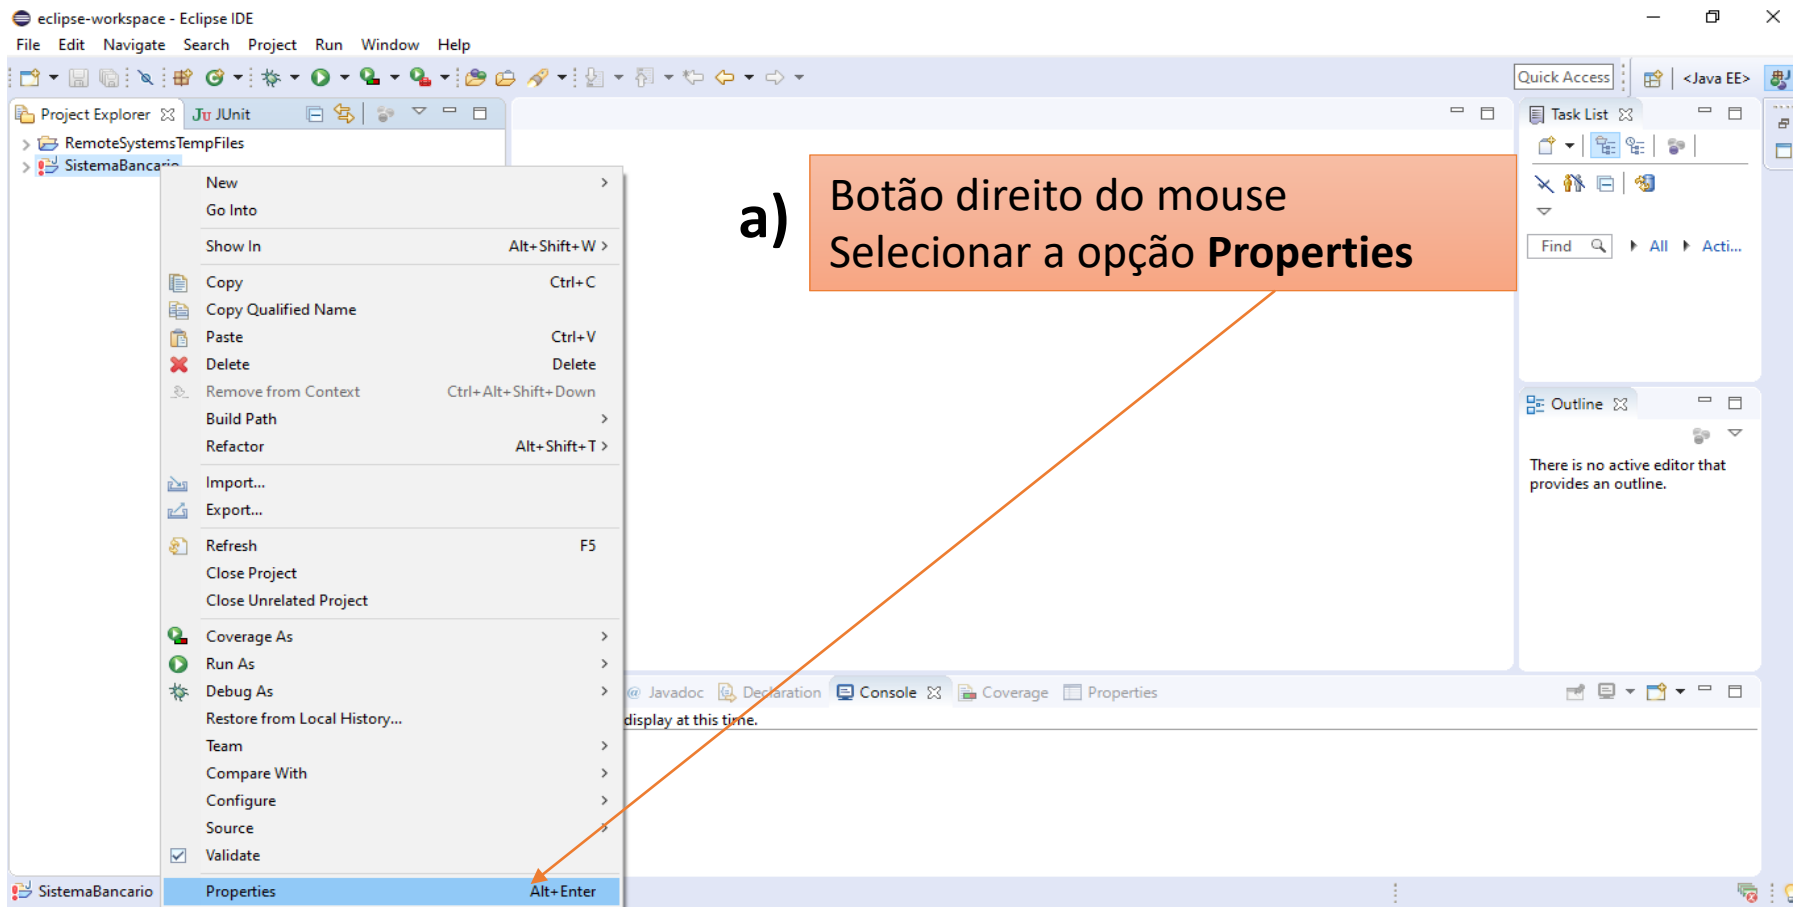 eclipse-workspace - Eclipse IDE
File Edit Navigate Search Project Run Window Help
Quick Access
<Java EE>
Project Explorer
JUnit
RemoteSystemsTempFiles
SistemaBancario
New
Go Into
Show In Alt+Shift+W >
Copy Ctrl+C
Copy Qualified Name
Paste Ctrl+V
Delete Delete
Remove from Context Ctrl+Alt+Shift+Down
Build Path
Refactor Alt+Shift+T >
Import...
Export...
Refresh F5
Close Project
Close Unrelated Project
Coverage As
Run As
Debug As
Restore from Local History...
Team
Compare With
Configure
Source
Validate
Properties Alt+Enter
a)
Botão direito do mouse
Selecionar a opção Properties
Task List
Find All Acti...
Outline
There is no active editor that
provides an outline.
@ Javadoc Declaration Console Coverage Properties
display at this time.
SistemaBancario